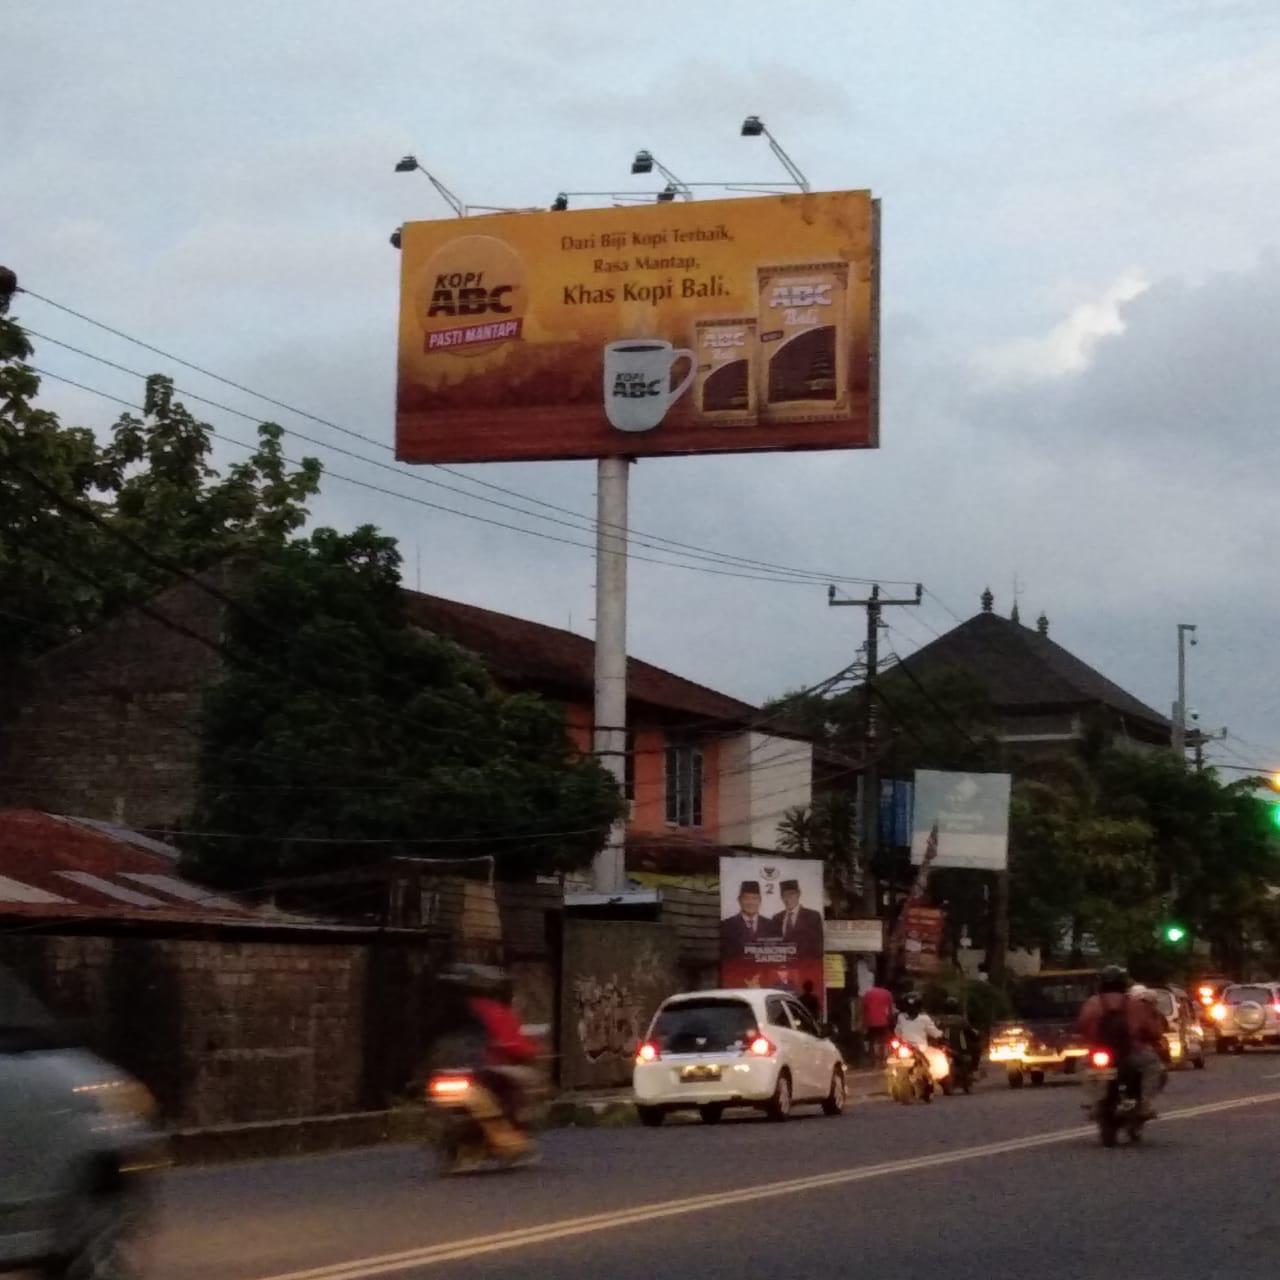 KOPI
ABC
PASTI MANTAP!
Dari Biji Kopi Terbaik,
Rasa Mantap,
Khas Kopi Bali.
KOPI
ABC
ABC
Bali
ABC
Bali
2
PRABOWO
SANDI